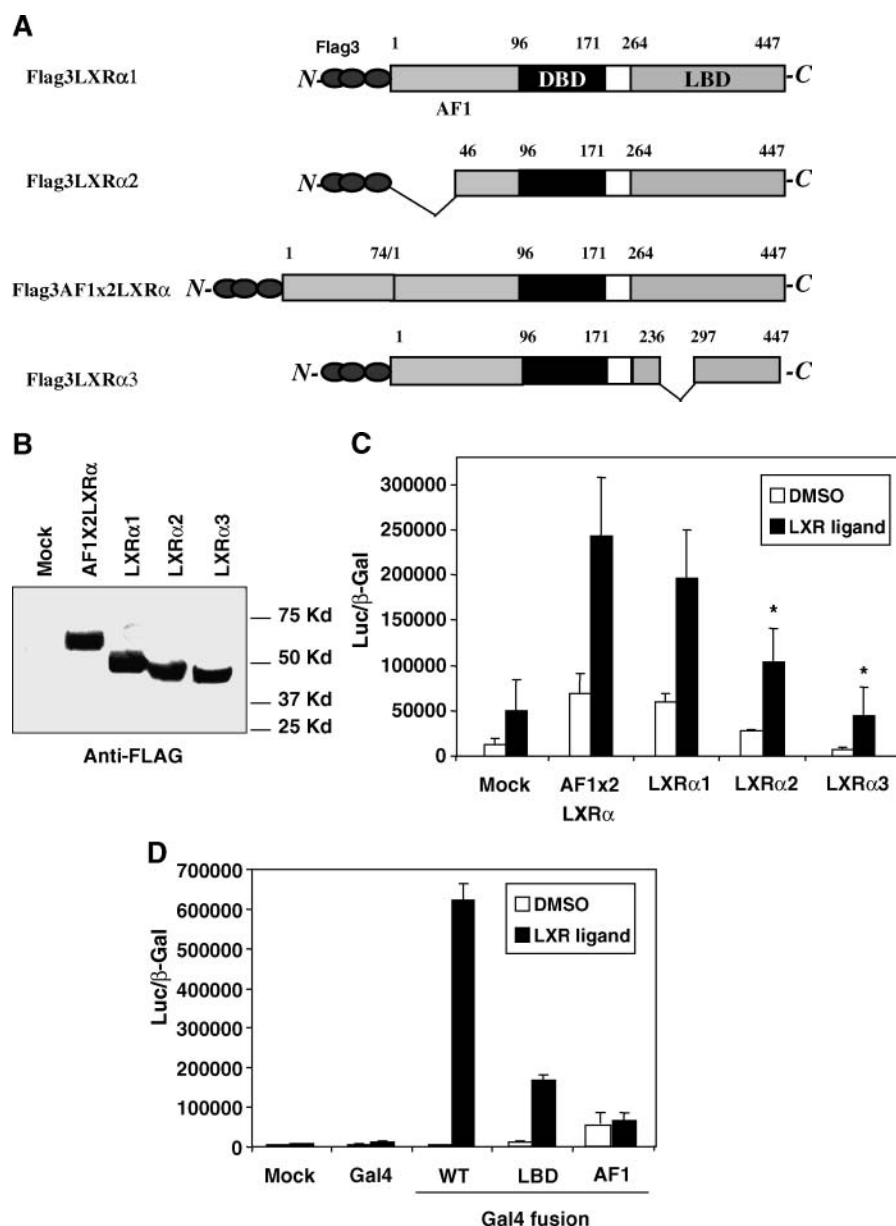 A
Flag3 1 96 171 264 447
Flag3LXRα1 N- DBD LBD -C
AF1
46 96 171 264 447
Flag3LXRα2 N- -C
1 74/1 96 171 264 447
Flag3AF1x2LXRα N- -C
1 96 171 236 297 447
Flag3LXRα3 N- -C
B
Mock
AF1X2LXRα
LXRα1
LXRα2
LXRα3
75 Kd
50 Kd
37 Kd
25 Kd
Anti-FLAG
C
Luc/β-Gal
300000
250000
200000
150000
100000
50000
0
DMSO
LXR ligand
*
*
Mock AF1x2 LXRα1 LXRα2 LXRα3
LXRα
D
Luc/β-Gal
700000
600000
500000
400000
300000
200000
100000
0
DMSO
LXR ligand
Mock Gal4 WT LBD AF1
Gal4 fusion